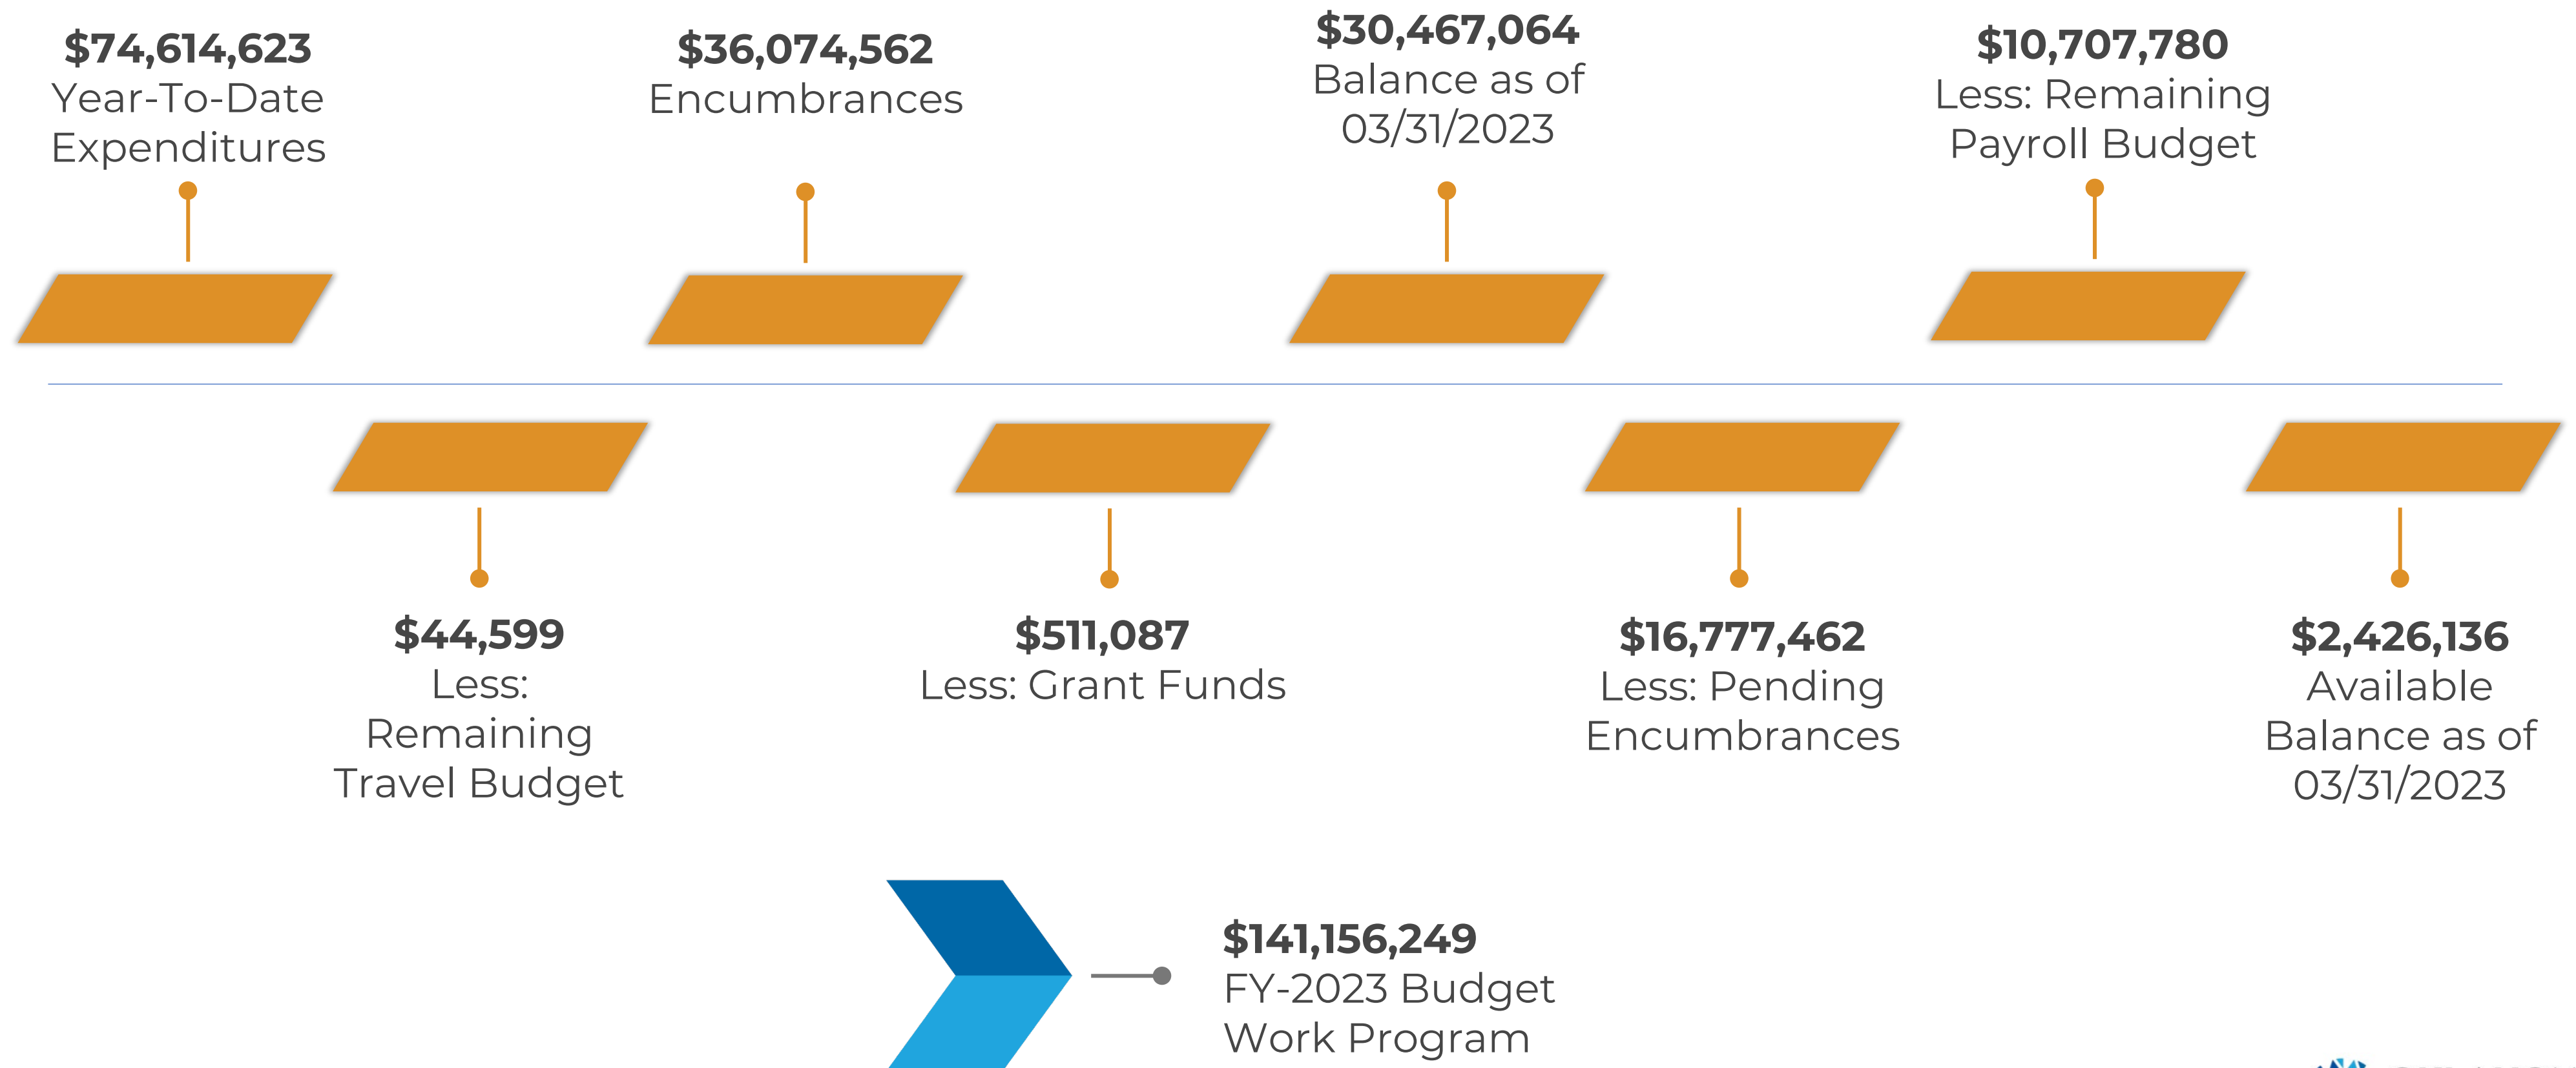 $74,614,623
Year-To-Date
Expenditures
$36,074,562
Encumbrances
$30,467,064
Balance as of
03/31/2023
$10,707,780
Less: Remaining
Payroll Budget
$44,599
Less:
Remaining
Travel Budget
$511,087
Less: Grant Funds
$16,777,462
Less: Pending
Encumbrances
$2,426,136
Available
Balance as of
03/31/2023
$141,156,249
FY-2023 Budget
Work Program